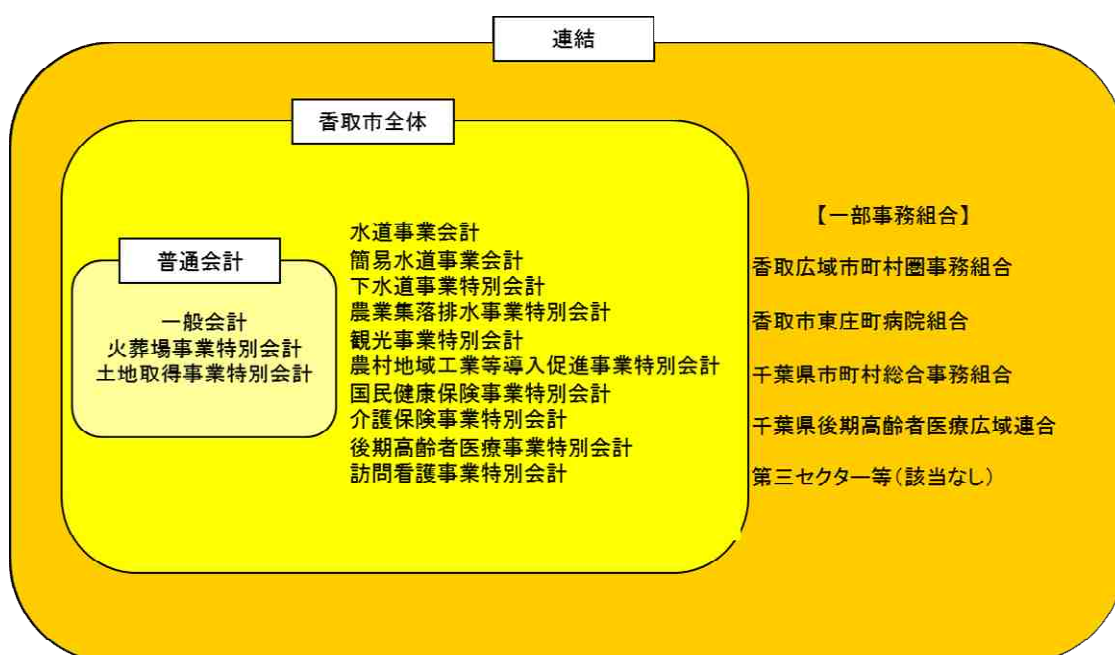 連結
香取市全体
普通会計
一般会計
火葬場事業特別会計
土地取得事業特別会計
水道事業会計
簡易水道事業会計
下水道事業特別会計
農業集落排水事業特別会計
観光事業特別会計
農村地域工業等導入促進事業特別会計
国民健康保険事業特別会計
介護保険事業特別会計
後期高齢者医療事業特別会計
訪問看護事業特別会計
【一部事務組合】
香取広域市町村圏事務組合
香取市東庄町病院組合
千葉県市町村総合事務組合
千葉県後期高齢者医療広域連合
第三セクター等(該当なし)